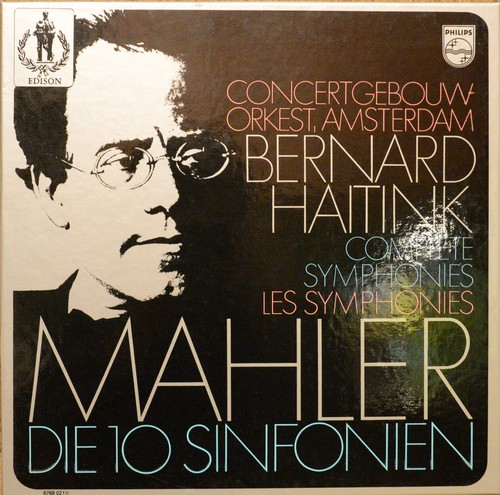 EDISON
PHILIPS
CONCERTGEBOUW-
ORKEST, AMSTERDAM
BERNARD
HAITINK
COMPLETE
SYMPHONIES
LES SYMPHONIES
MAHLER
DIE 10 SINFONIEN